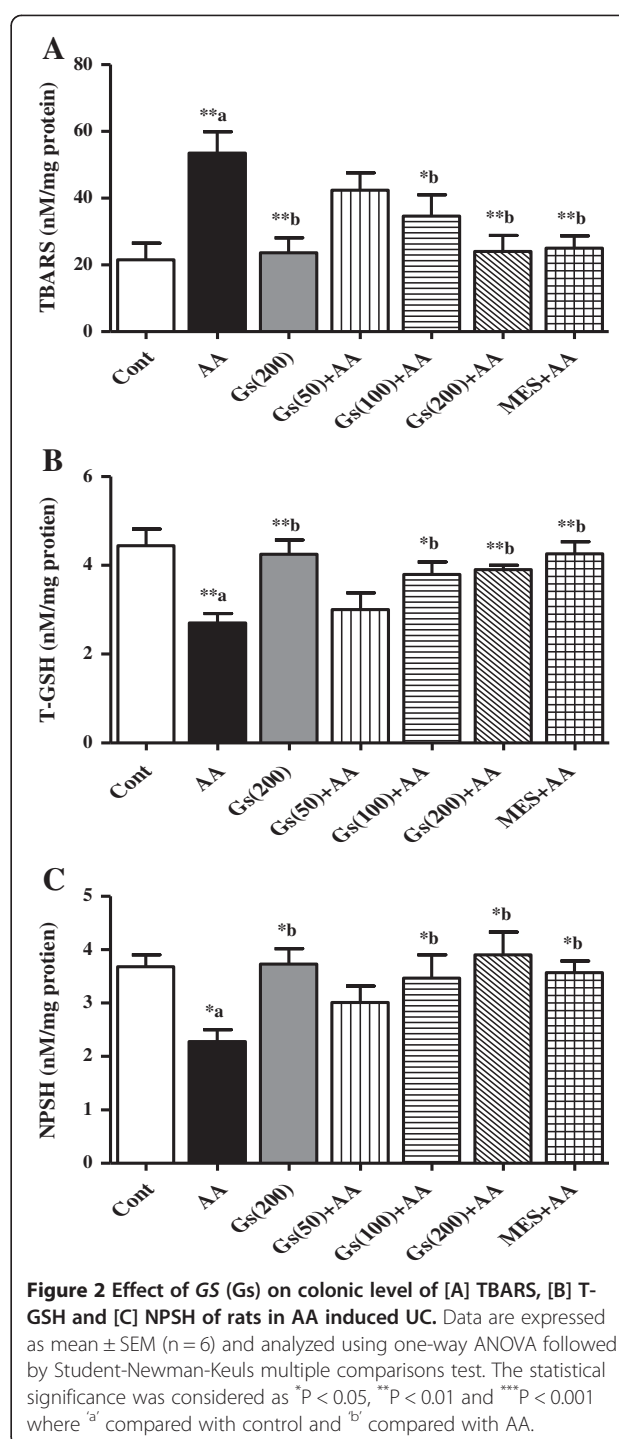 A
TBARS (nM/mg protein)
80
60
40
20
0
**a
**b
*b
**b
**b
Cont
AA
Gs(200)
Gs(50)+AA
Gs(100)+AA
Gs(200)+AA
MES+AA
B
T-GSH (nM/mg protien)
6
4
2
0
**a
**b
*b
**b
**b
Cont
AA
Gs(200)
Gs(50)+AA
Gs(100)+AA
Gs(200)+AA
MES+AA
C
NPSH (nM/mg protien)
5
4
3
2
1
0
*a
*b
*b
*b
*b
Cont
AA
Gs(200)
Gs(50)+AA
Gs(100)+AA
Gs(200)+AA
MES+AA
Figure 2 Effect of GS (Gs) on colonic level of [A] TBARS, [B] T-
GSH and [C] NPSH of rats in AA induced UC. Data are expressed
as mean ± SEM (n = 6) and analyzed using one-way ANOVA followed
by Student-Newman-Keuls multiple comparisons test. The statistical
significance was considered as *P < 0.05, **P < 0.01 and ***P < 0.001
where 'a' compared with control and 'b' compared with AA.